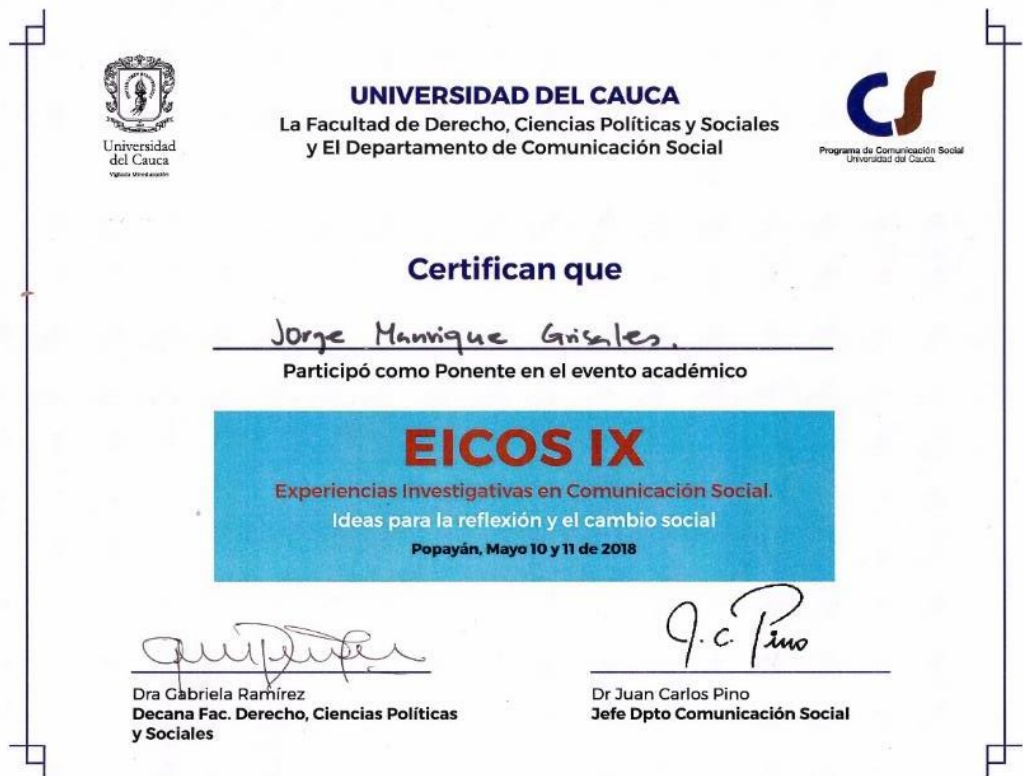 UNIVERSIDAD DEL CAUCA
La Facultad de Derecho, Ciencias Políticas y Sociales
y El Departamento de Comunicación Social
Universidad
del Cauca
Vigilada Mineducación
CS
Programa de Comunicación Social
Universidad del Cauca.
Certifican que
Jorge Manrique Grisales.
Participó como Ponente en el evento académico
EICOS IX
Experiencias Investigativas en Comunicación Social.
Ideas para la reflexión y el cambio social
Popayán, Mayo 10 y 11 de 2018
J. C. Pino
Dra Gabriela Ramírez
Decana Fac. Derecho, Ciencias Políticas
y Sociales
Dr Juan Carlos Pino
Jefe Dpto Comunicación Social